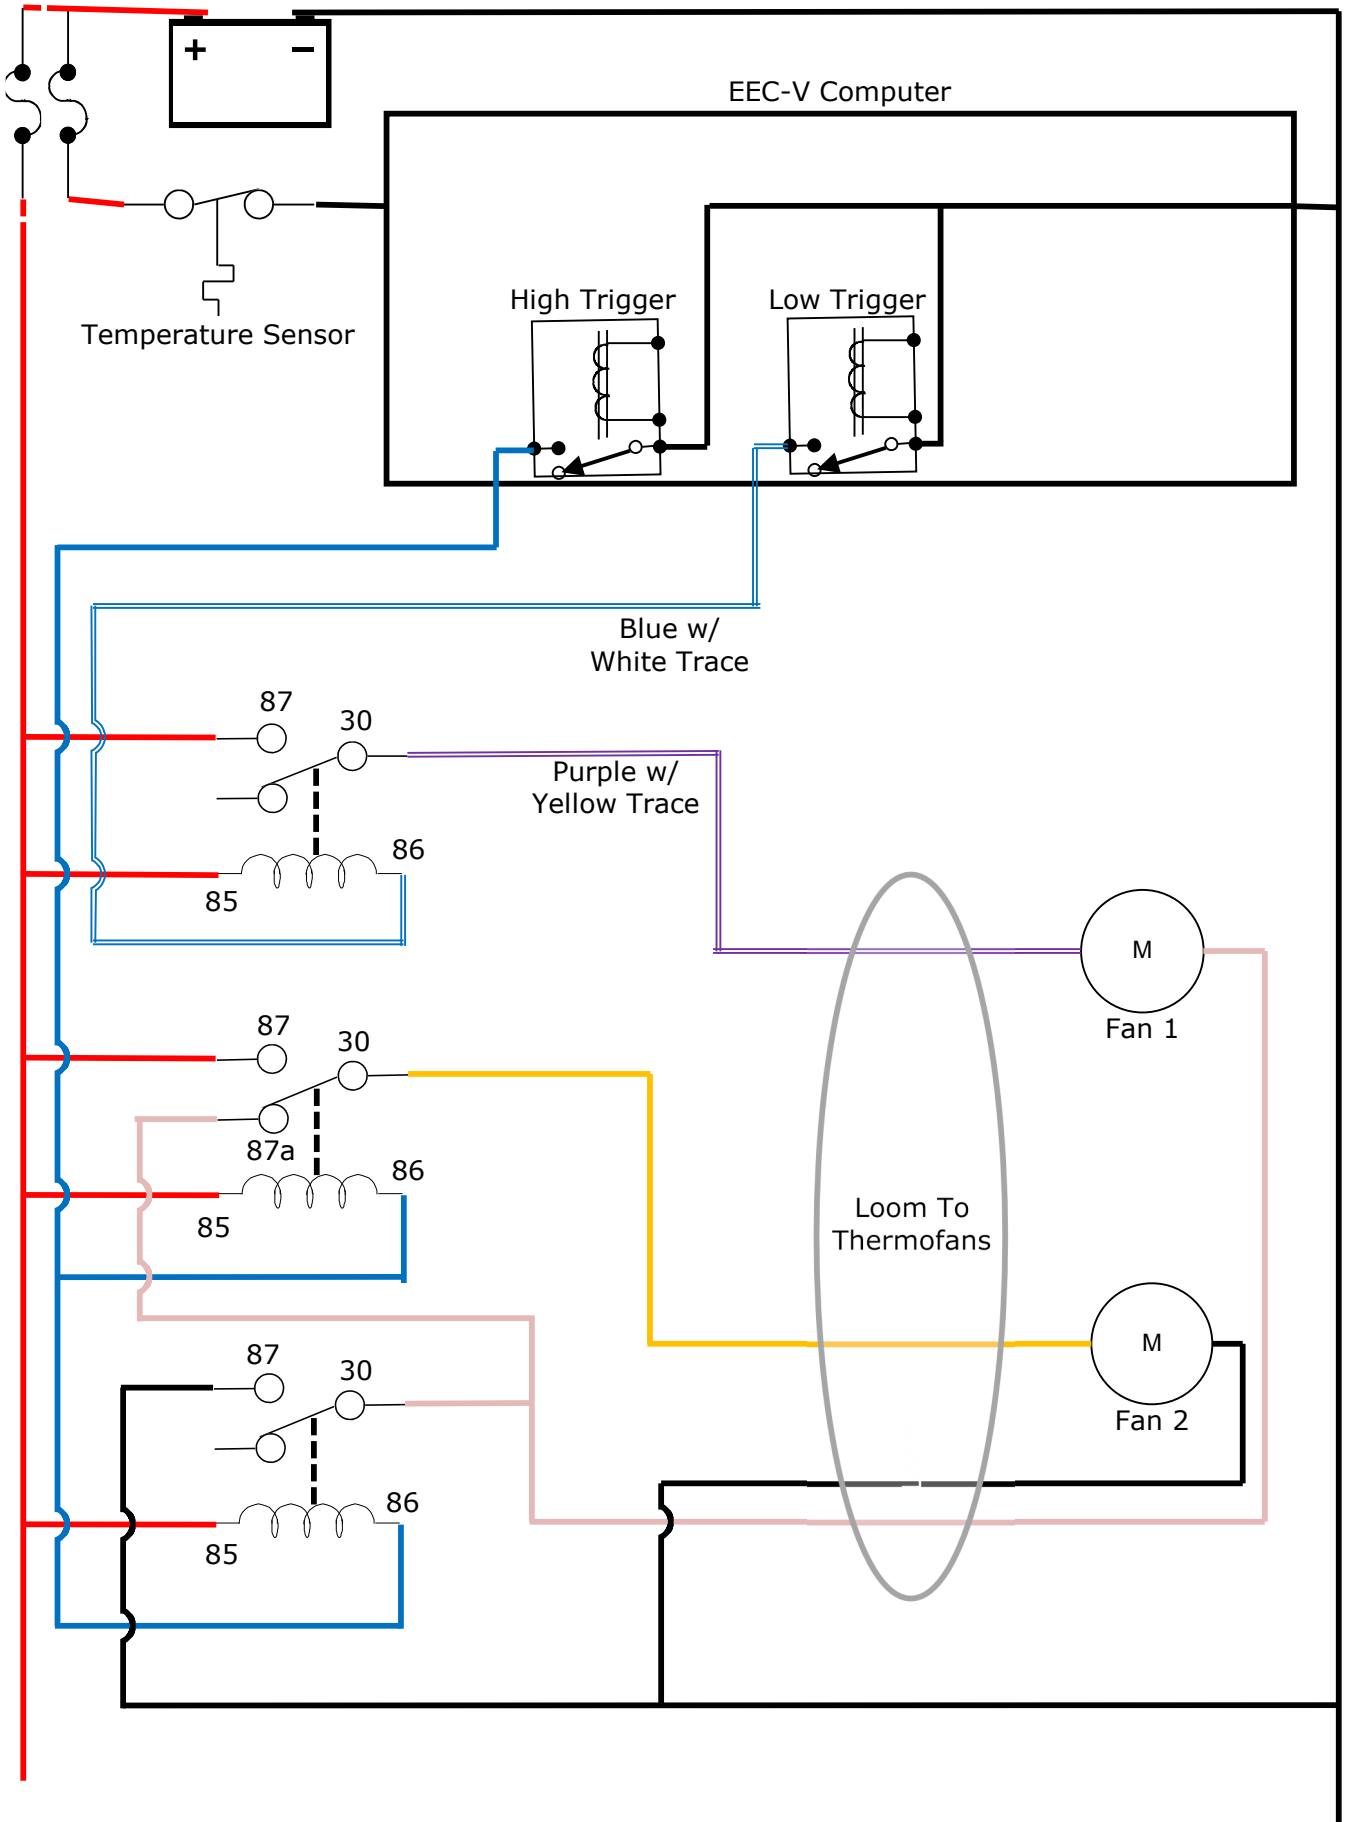 + −
EEC-V Computer
High Trigger
Low Trigger
Temperature Sensor
Blue w/
White Trace
87
30
Purple w/
Yellow Trace
86
85
M
Fan 1
87
30
87a
86
85
Loom To
Thermofans
M
Fan 2
87
30
86
85